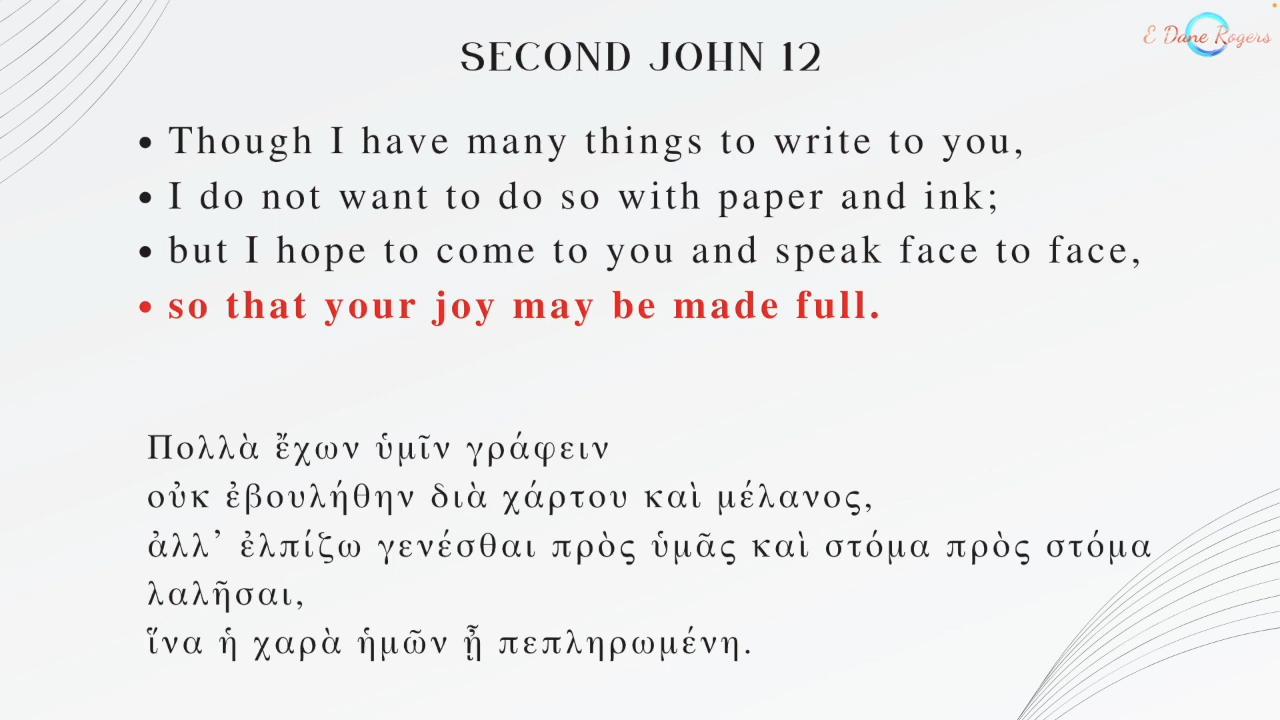 E Dane Rogers
SECOND JOHN 12
• Though I have many things to write to you,
• I do not want to do so with paper and ink;
• but I hope to come to you and speak face to face,
• so that your joy may be made full.
Πολλὰ ἔχων ὑμῖν γράφειν
οὐκ ἐβουλήθην διὰ χάρτου καὶ μέλανος,
ἀλλ’ ἐλπίζω γενέσθαι πρὸς ὑμᾶς καὶ στόμα πρὸς στόμα
λαλῆσαι,
ἵνα ἡ χαρὰ ἡμῶν ᾖ πεπληρωμένη.